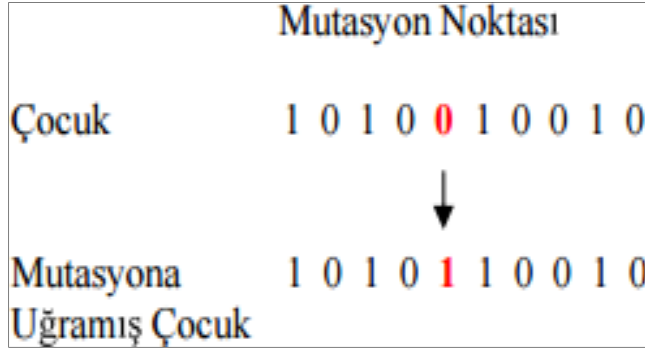 Mutasyon Noktası
Çocuk 1 0 1 0 0 1 0 0 1 0
Mutasyona 1 0 1 0 1 1 0 0 1 0
Uğramış Çocuk